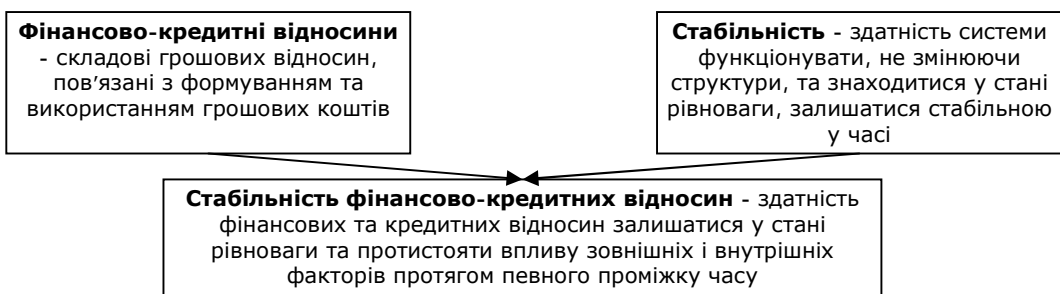 Фінансово-кредитні відносини
- складові грошових відносин,
пов’язані з формуванням та
використанням грошових коштів
Стабільність - здатність системи
функціонувати, не змінюючи
структури, та знаходитися у стані
рівноваги, залишатися стабільною
у часі
Стабільність фінансово-кредитних відносин - здатність
фінансових та кредитних відносин залишатися у стані
рівноваги та протистояти впливу зовнішніх і внутрішніх
факторів протягом певного проміжку часу